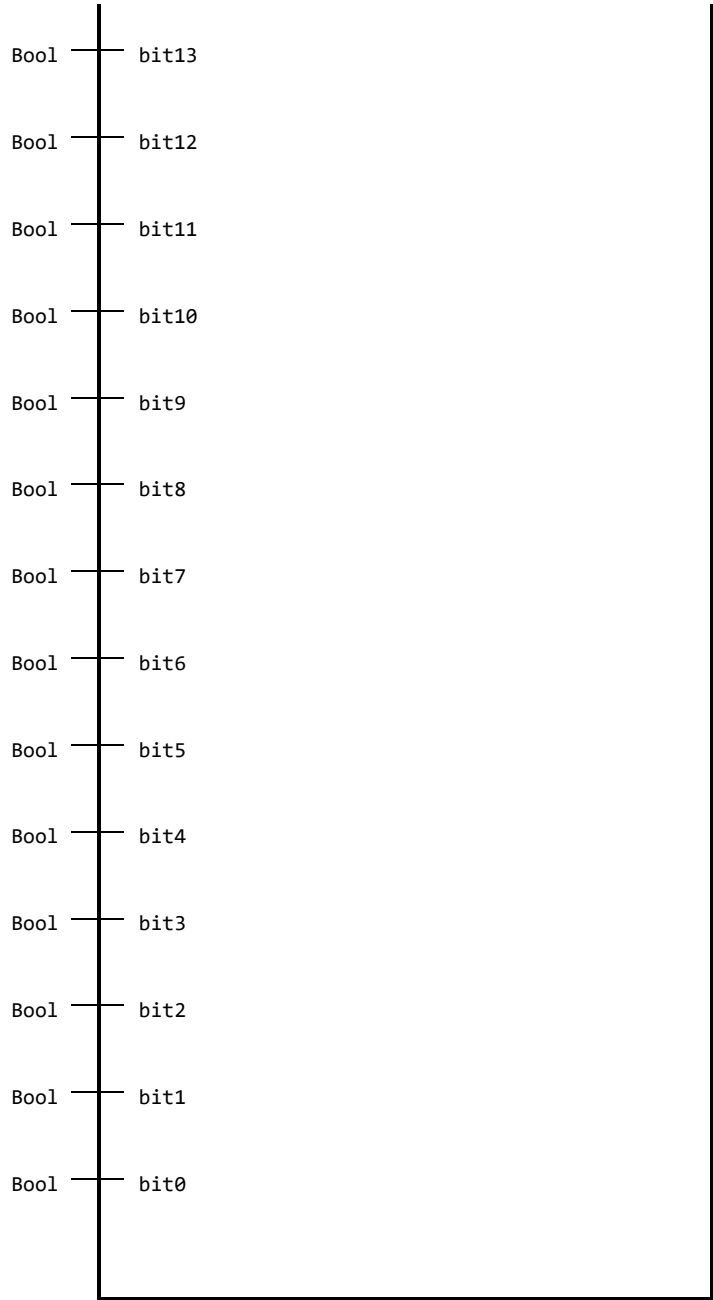 Bool bit13
Bool bit12
Bool bit11
Bool bit10
Bool bit9
Bool bit8
Bool bit7
Bool bit6
Bool bit5
Bool bit4
Bool bit3
Bool bit2
Bool bit1
Bool bit0